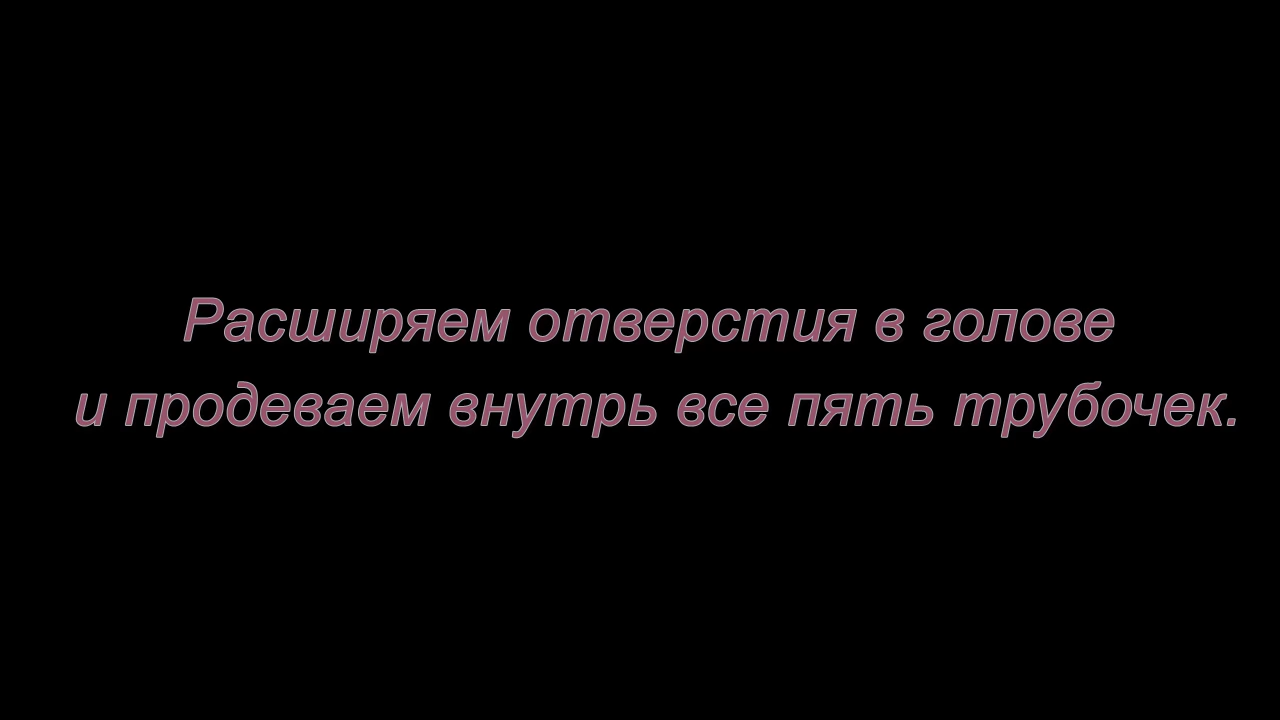 Расширяем отверстия в голове
и продеваем внутрь все пять трубочек.